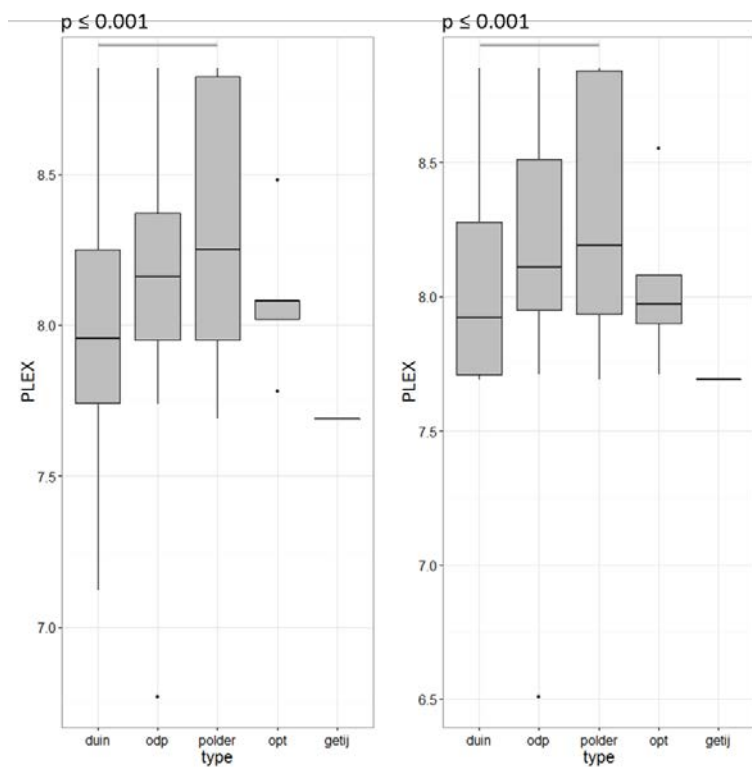 p ≤ 0.001
PLEX
8.5
8.0
7.5
7.0
duin odp polder opt getij
type
p ≤ 0.001
PLEX
8.5
8.0
7.5
7.0
6.5
duin odp polder opt getij
type